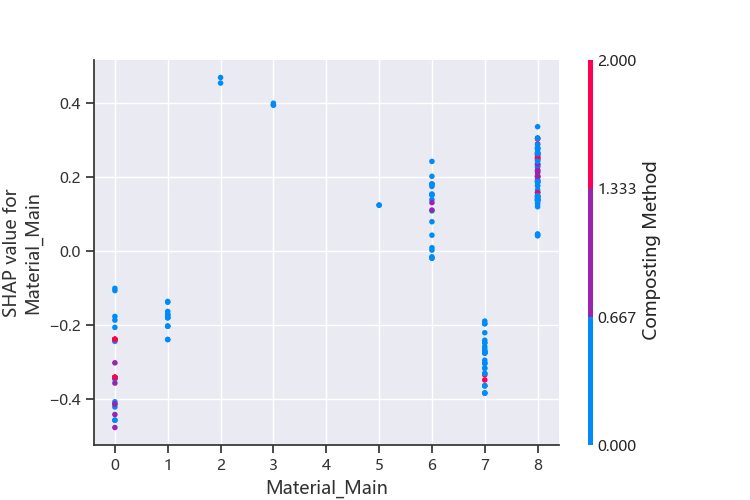 SHAP value for
Material_Main
0.4
0.2
0.0
−0.2
−0.4
0 1 2 3 4 5 6 7 8
Material_Main
2.000
1.333
0.667
0.000
Composting Method